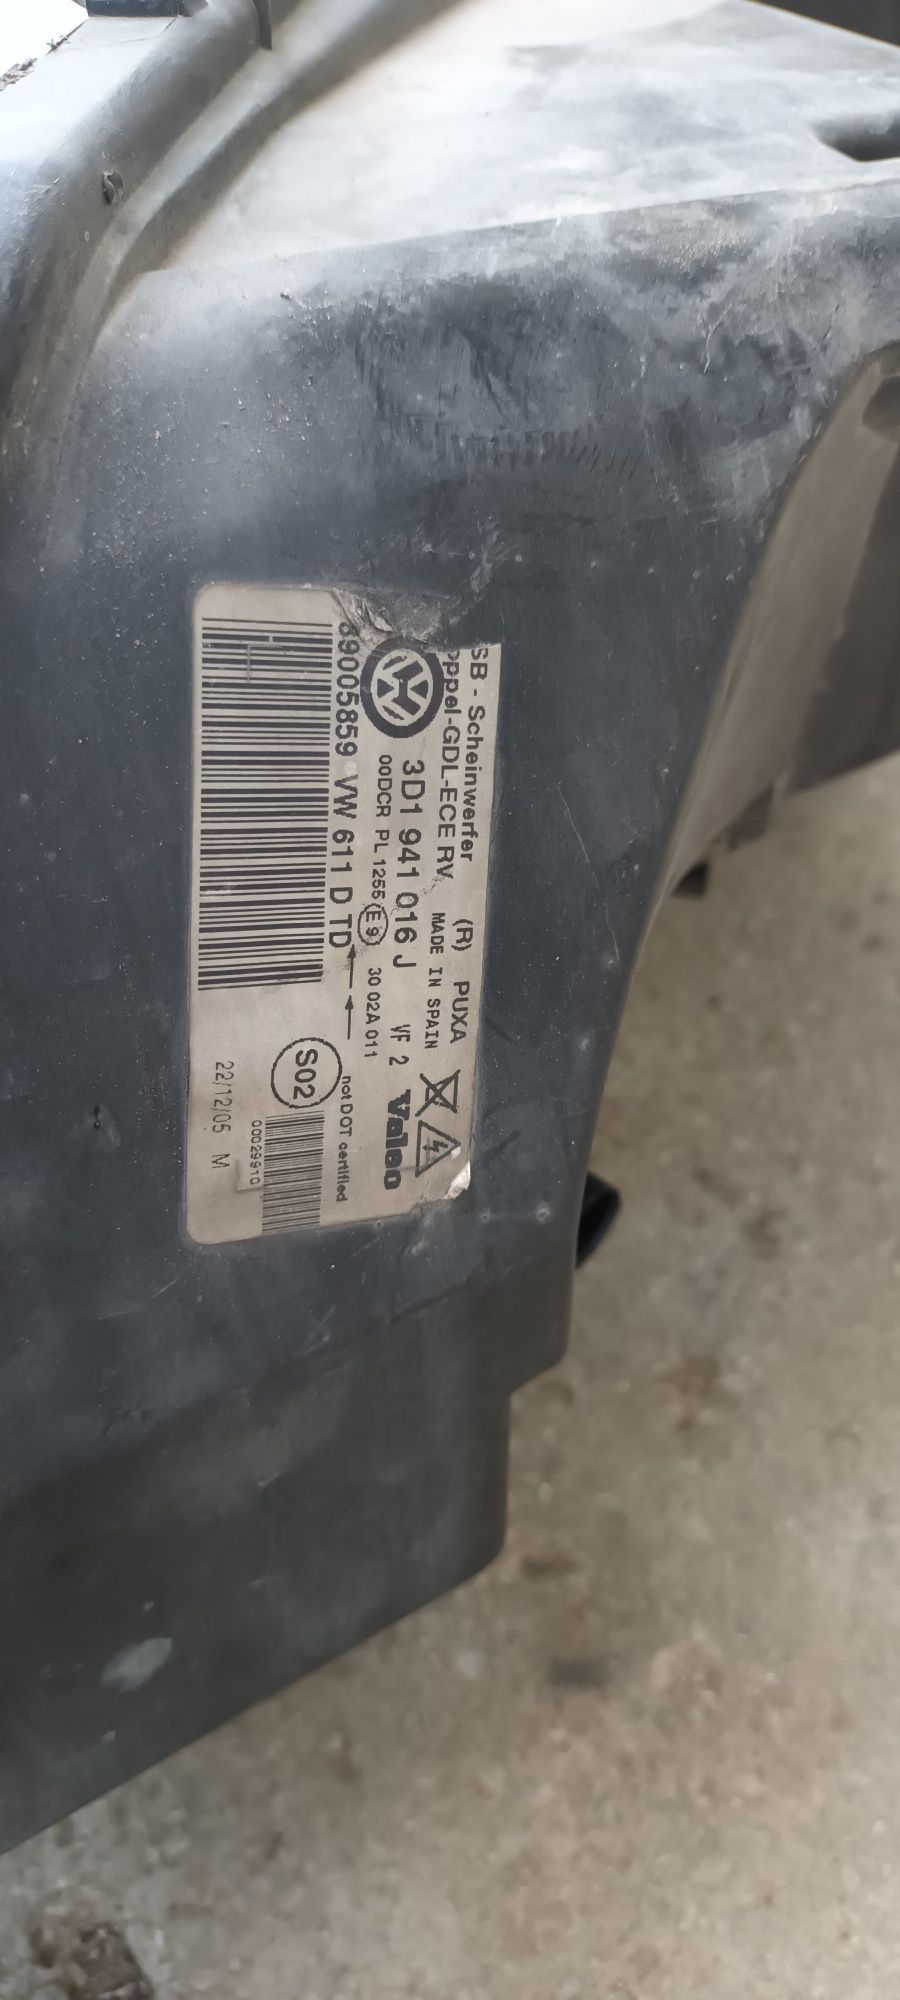 SB - Scheinwerfer (R) PUXA
ppel-GDL-ECE RV MADE IN SPAIN
3D1 941 016 J VF 2 Valeo
00DCR PL 1255 E9 30 02A 011
89005859 VW 611 D TD not DOT certified
S02
00029910
22/12/05 M